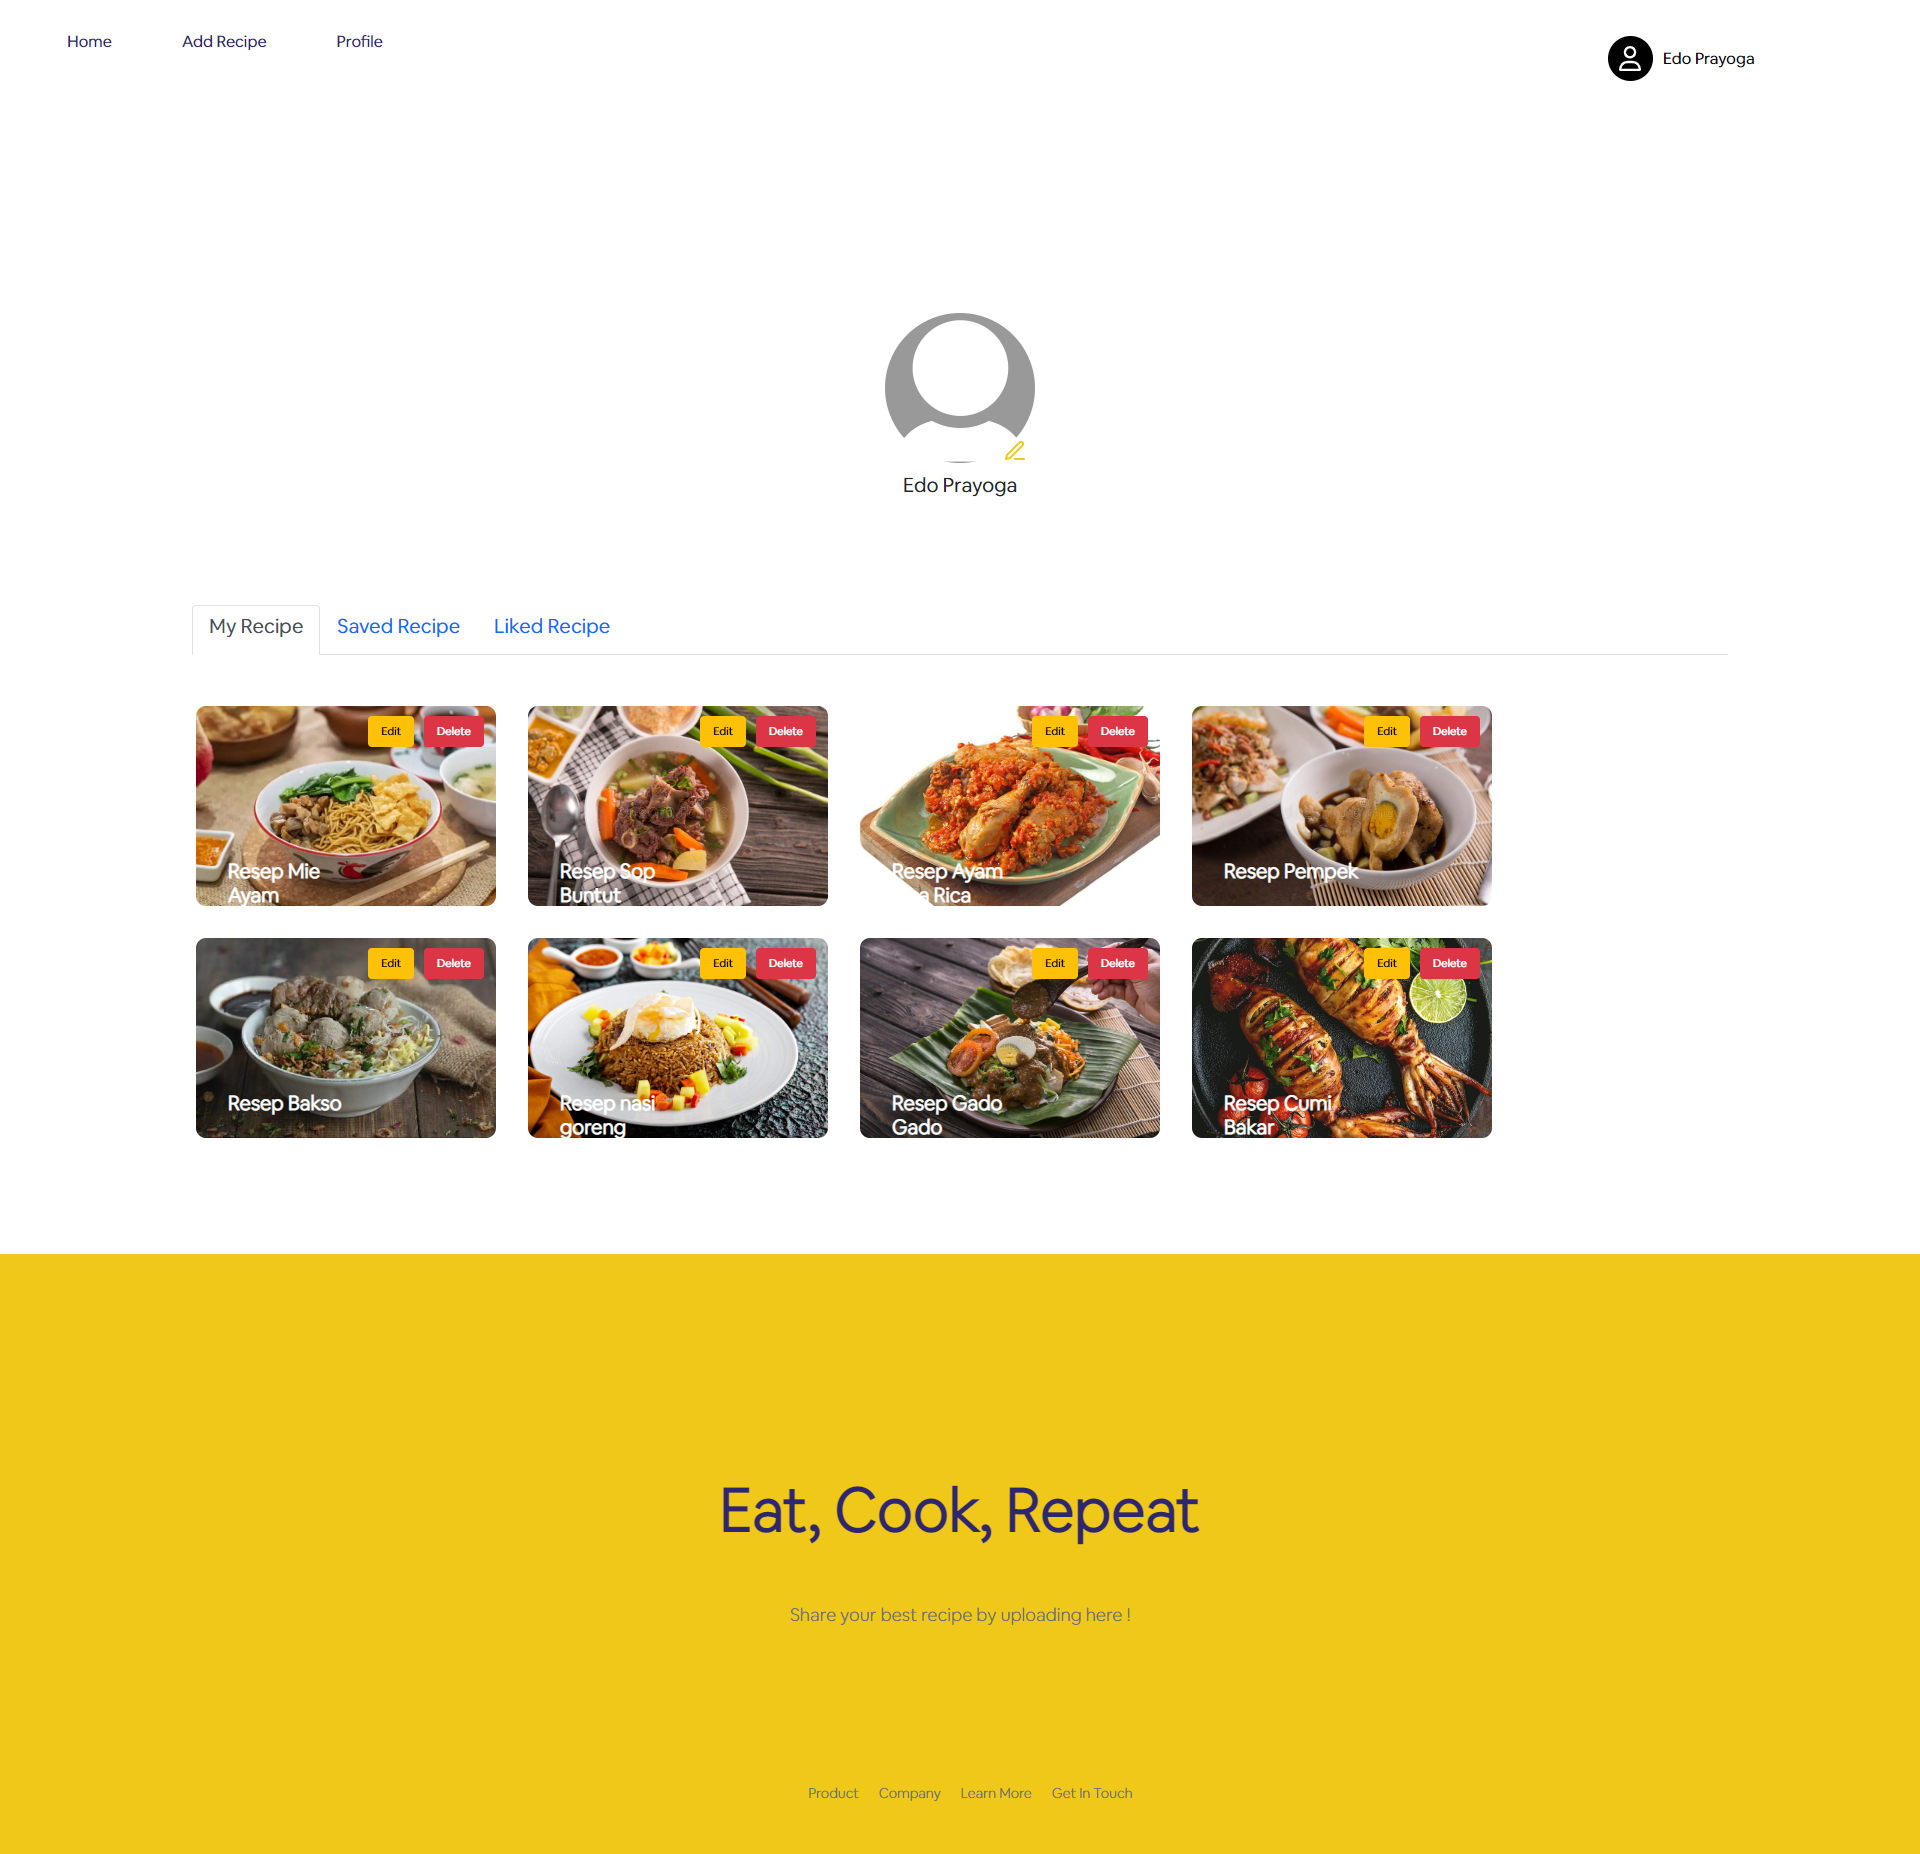 Home Add Recipe Profile
Edo Prayoga
Edo Prayoga
My Recipe Saved Recipe Liked Recipe
Edit Delete
Resep Mie
Ayam
Edit Delete
Resep Sop
Buntut
Edit Delete
Resep Ayam
Rica
Edit Delete
Resep Pempek
Edit Delete
Resep Bakso
Edit Delete
Resep nasi
goreng
Edit Delete
Resep Gado
Gado
Edit Delete
Resep Cumi
Bakar
Eat, Cook, Repeat
Share your best recipe by uploading here !
Product Company Learn More Get In Touch